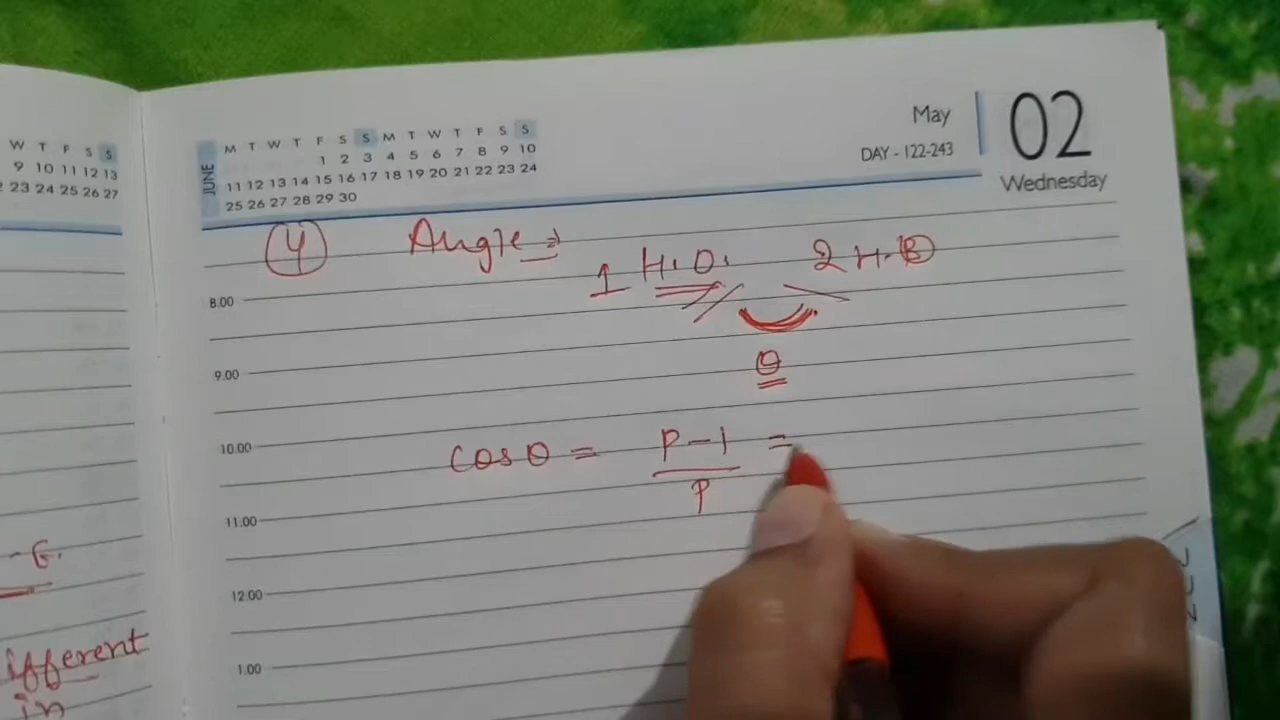 W T F S S
9 10 11 12 13
23 24 25 26 27
JUNE
M T W T F S S M T W T F S S
1 2 3 4 5 6 7 8 9 10
11 12 13 14 15 16 17 18 19 20 21 22 23 24
25 26 27 28 29 30
May
DAY - 122-243
02
Wednesday
4 Angle ⇒
1 H.O. 2 H.B
8.00
θ
9.00
cos θ = P-1 / P =
10.00
11.00
12.00
1.00
-G.
ifferent
in